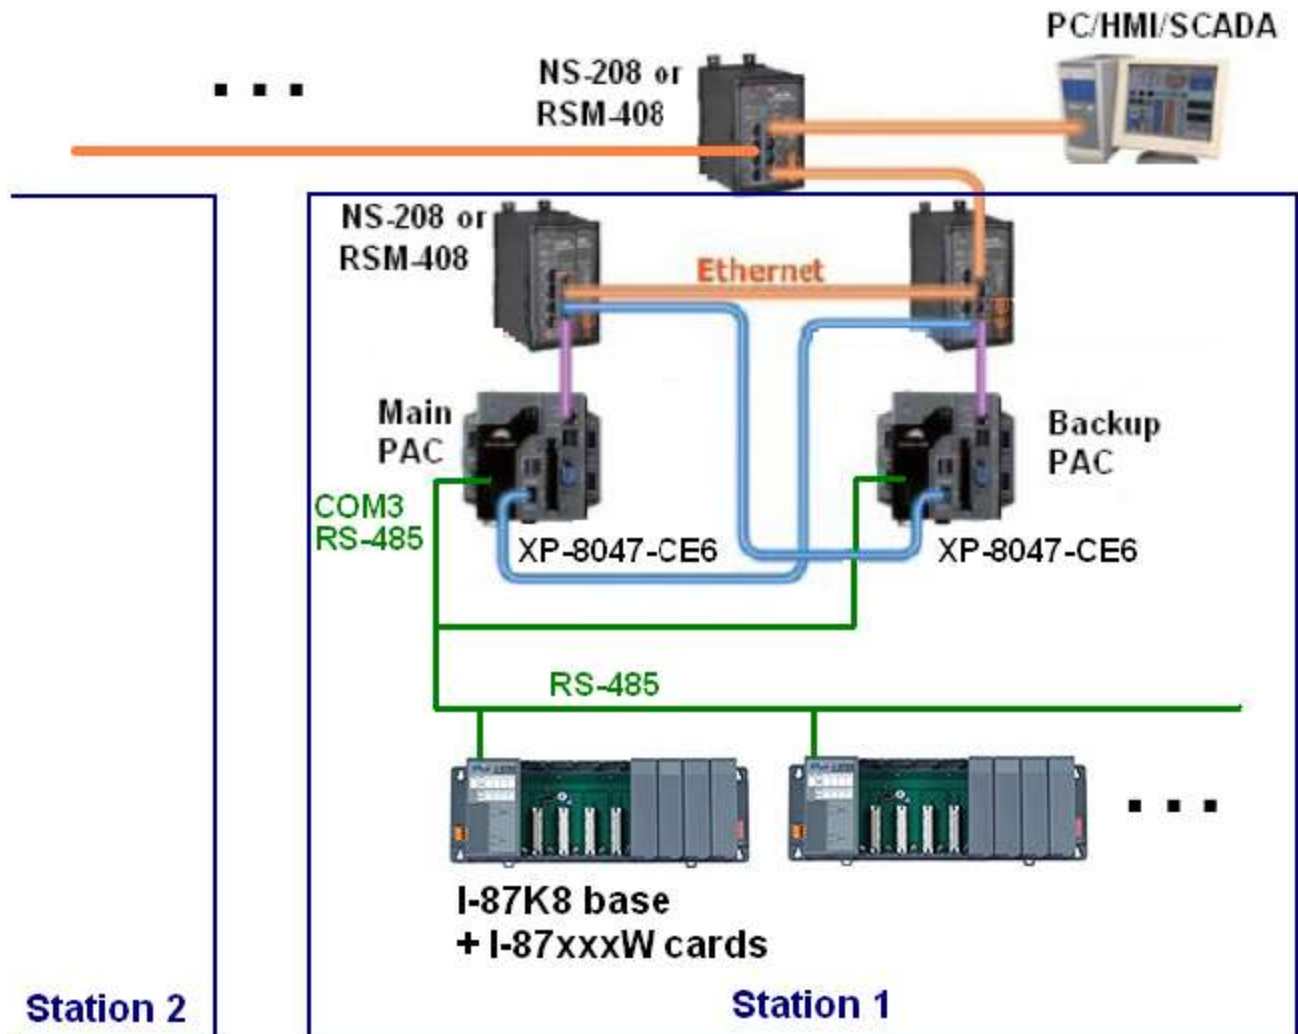 PC/HMI/SCADA
NS-208 or
RSM-408
NS-208 or
RSM-408
Ethernet
Main
PAC
Backup
PAC
COM3
RS-485
XP-8047-CE6
XP-8047-CE6
RS-485
I-87K8 base
+ I-87xxxW cards
Station 2
Station 1